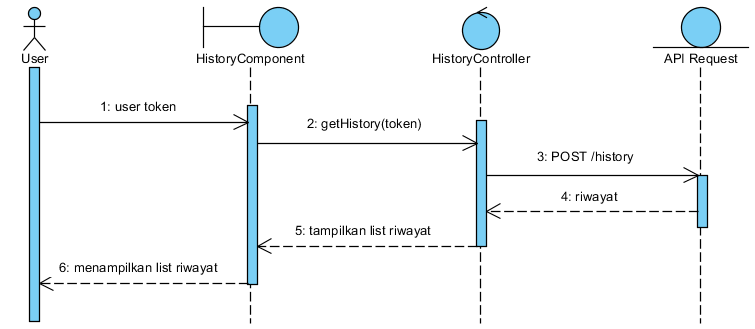 User
HistoryComponent
HistoryController
API Request
1: user token
2: getHistory(token)
3: POST /history
4: riwayat
5: tampilkan list riwayat
6: menampilkan list riwayat